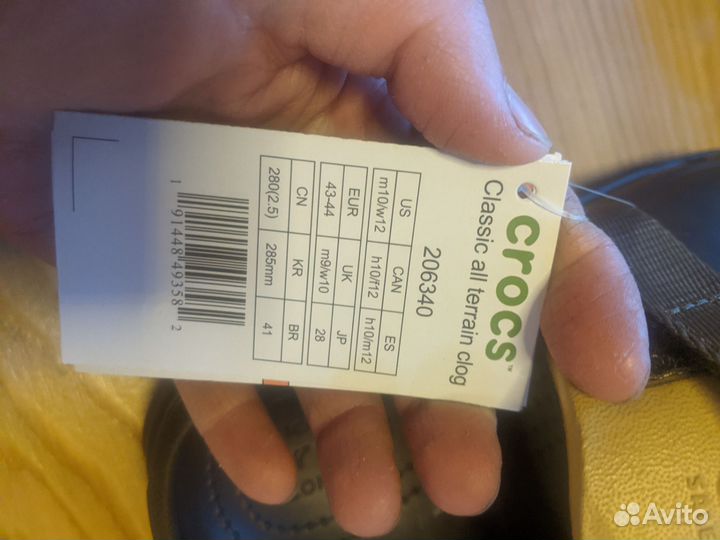 crocs™
Classic all terrain clog
206340
US CAN ES
m10/w12 h10/f12 h10/m12
EUR UK JP
43-44 m9/w10 28
CN KR BR
280(2.5) 285mm 41
1 91448 49358 2
Avito